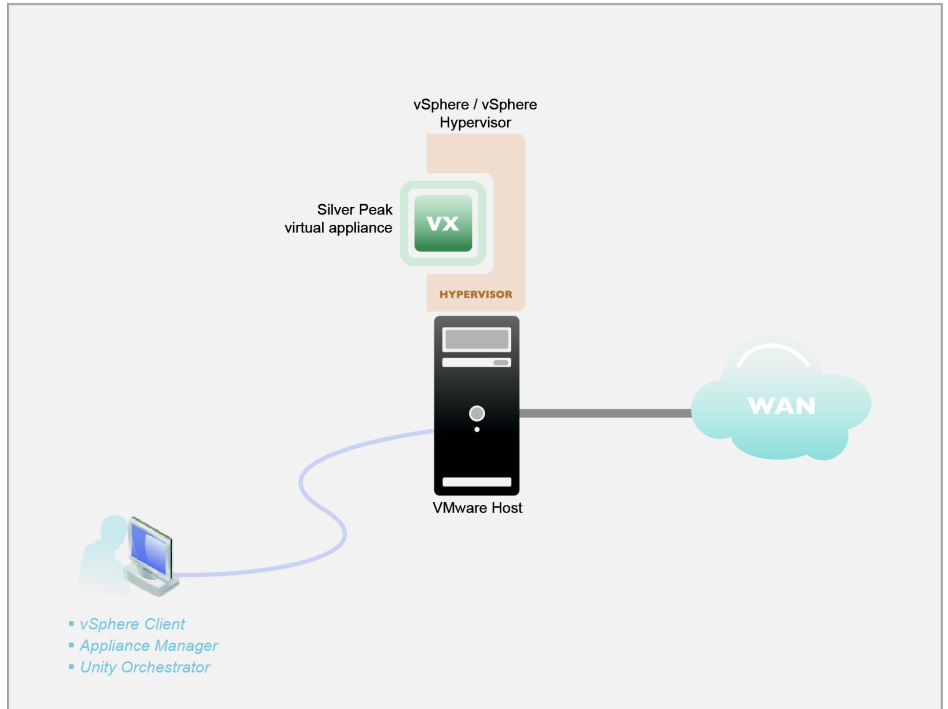 vSphere / vSphere
Hypervisor
Silver Peak
virtual appliance
VX
HYPERVISOR
WAN
VMware Host
▪ vSphere Client
▪ Appliance Manager
▪ Unity Orchestrator